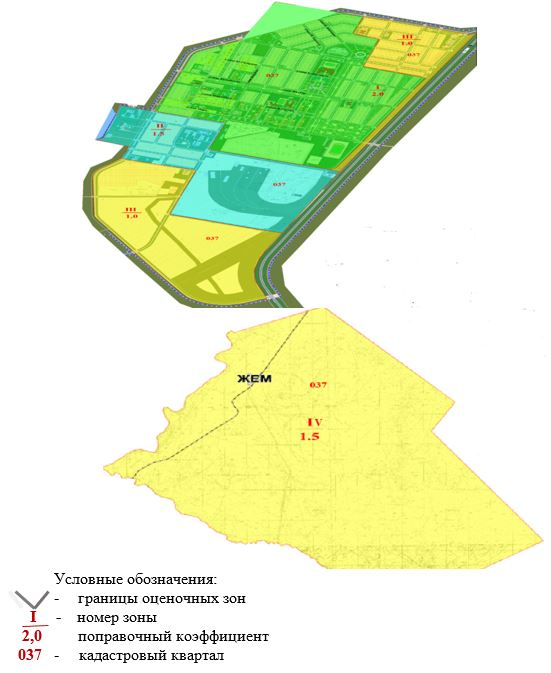 III
1.0
037
037
I
2.0
II
1.5
037
III
1.0
037
ЖЕМ
037
IV
1.5
Условные обозначения:
- границы оценочных зон
I - номер зоны
2,0 поправочный коэффициент
037 - кадастровый квартал